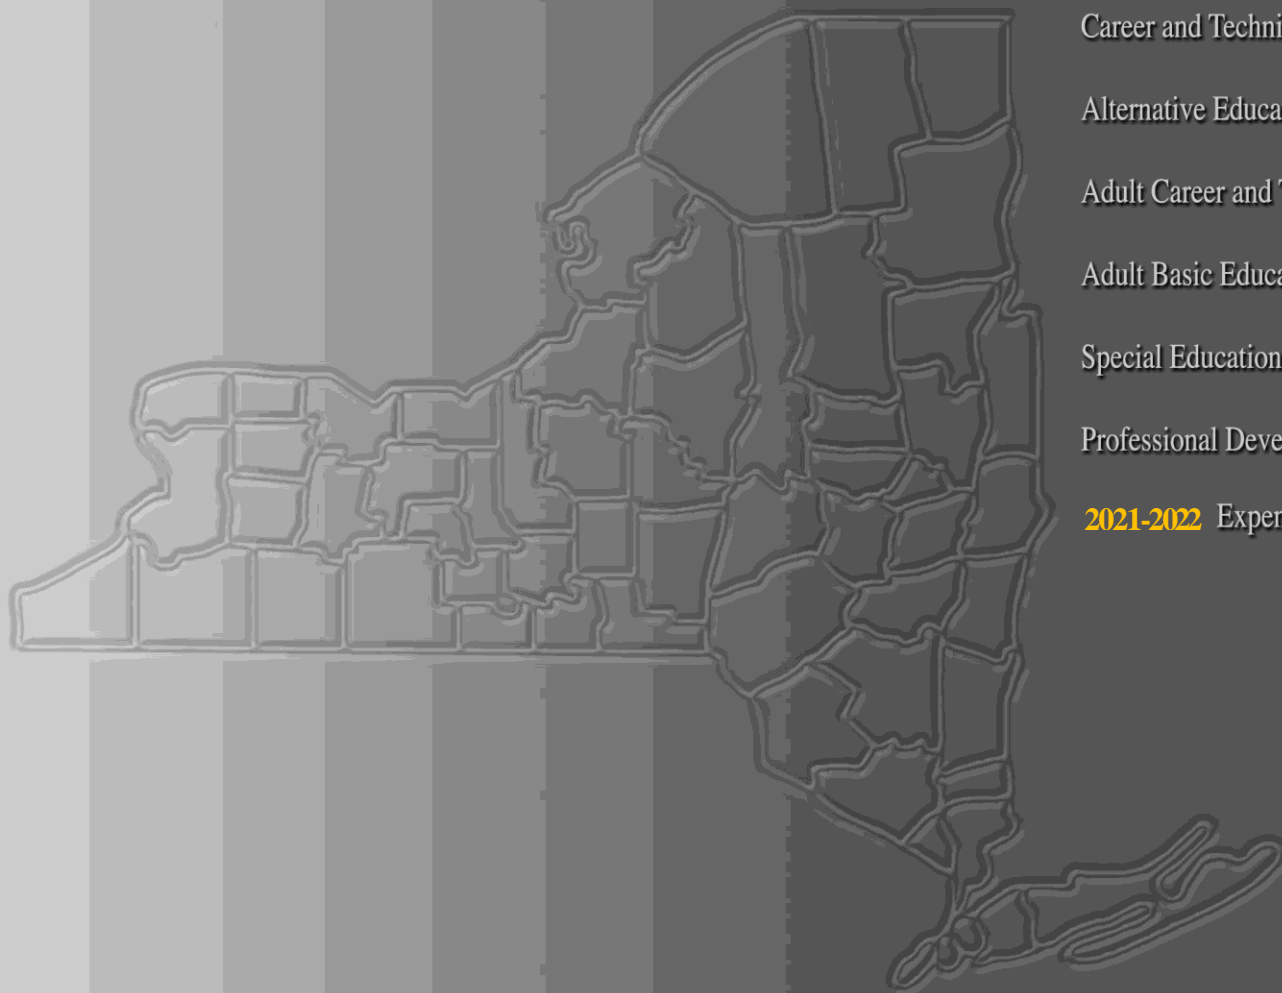 Career and Techni
Alternative Educa
Adult Career and T
Adult Basic Educa
Special Education
Professional Deve
2021-2022 Exper